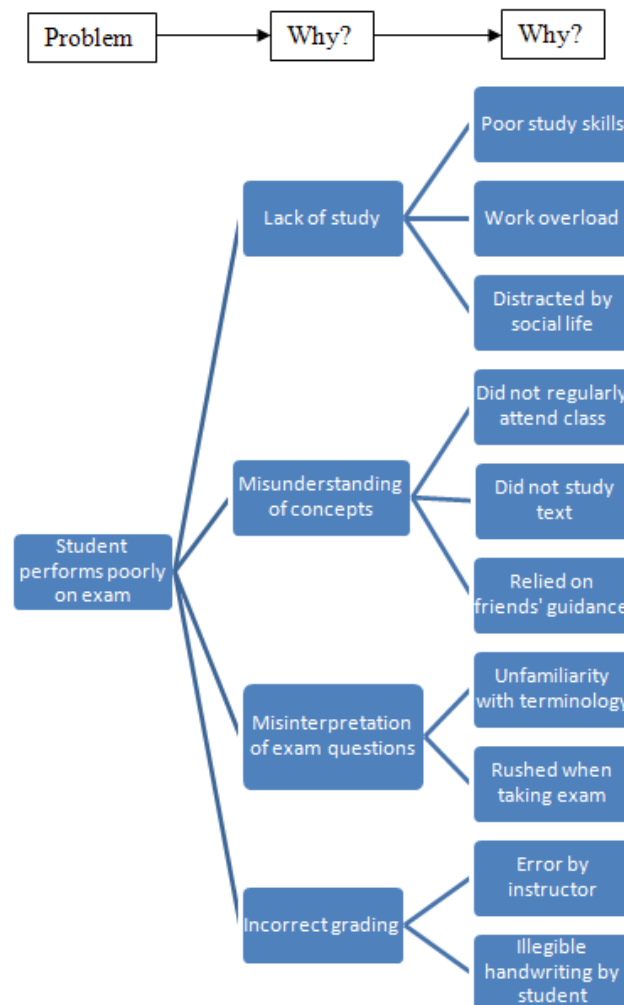 Problem
Why?
Why?
Poor study skills
Lack of study
Work overload
Distracted by
social life
Did not regularly
attend class
Misunderstanding
of concepts
Did not study
text
Student
performs poorly
on exam
Relied on
friends' guidance
Unfamiliarity
with terminology
Misinterpretation
of exam questions
Rushed when
taking exam
Error by
instructor
Incorrect grading
Illegible
handwriting by
student